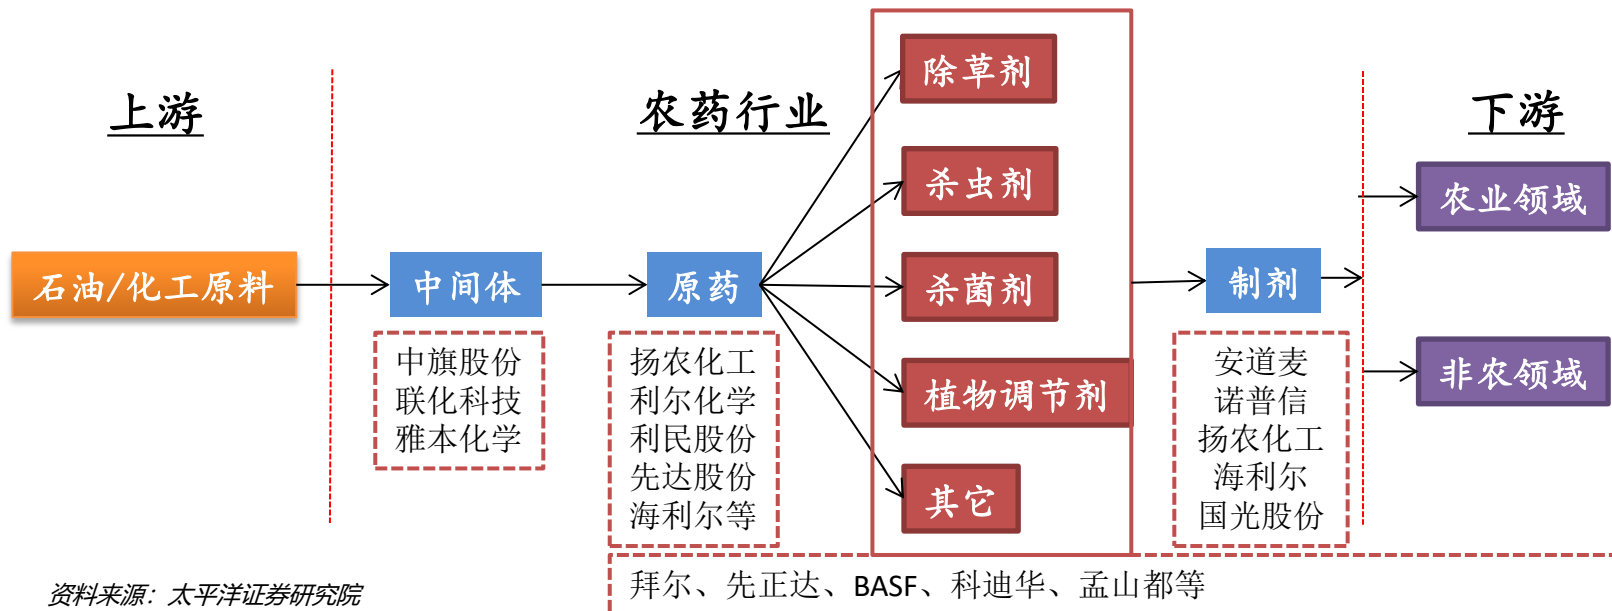 上游
农药行业
下游
石油/化工原料
中间体
原药
除草剂
杀虫剂
杀菌剂
植物调节剂
其它
制剂
农业领域
非农领域
中旗股份
联化科技
雅本化学
扬农化工
利尔化学
利民股份
先达股份
海利尔等
安道麦
诺普信
扬农化工
海利尔
国光股份
拜尔、先正达、BASF、科迪华、孟山都等
资料来源：太平洋证券研究院